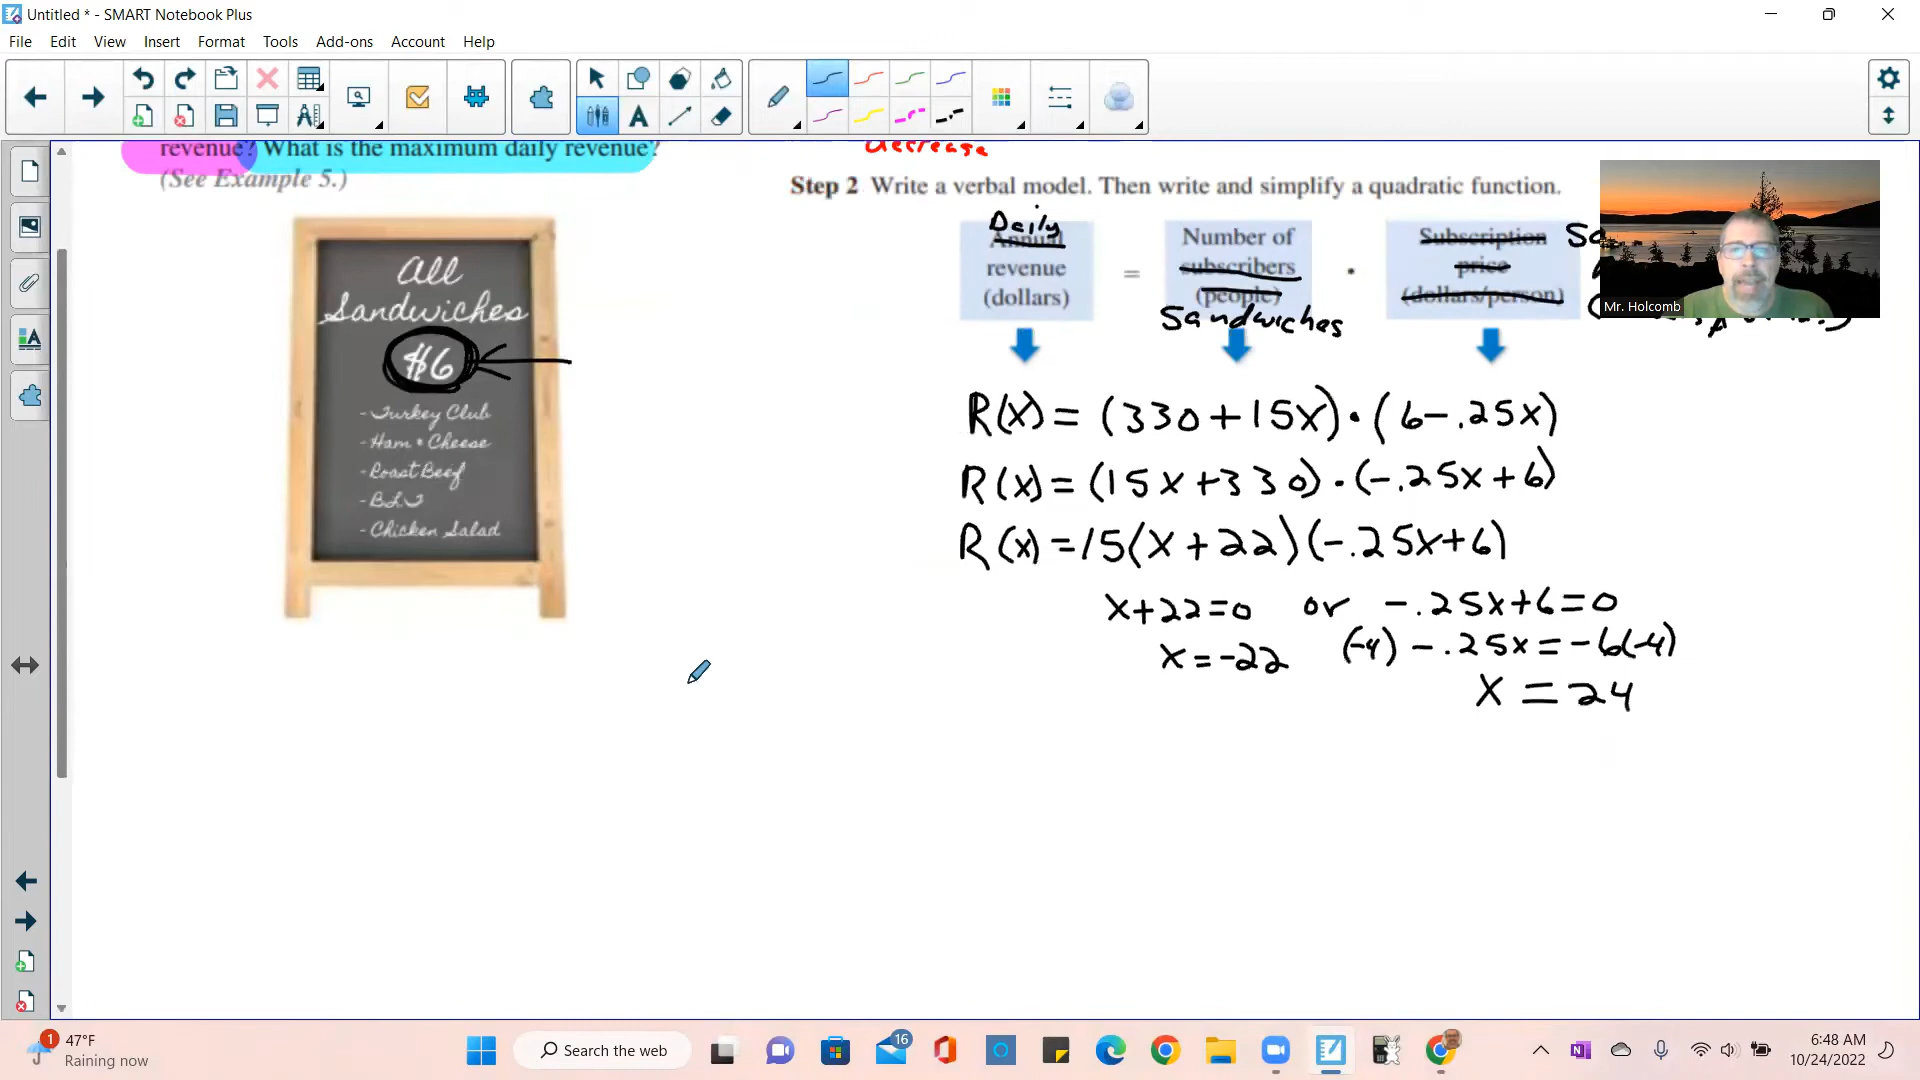 Untitled * - SMART Notebook Plus
File Edit View Insert Format Tools Add-ons Account Help
revenue? What is the maximum daily revenue?
(See Example 5.)
decrease
Step 2 Write a verbal model. Then write and simplify a quadratic function.
Daily
Annual
revenue
(dollars)
=
Number of
subscribers
(people)
Sandwiches
•
Subscription
price
(dollars/person)
Mr. Holcomb
All
Sandwiches
$6
- Turkey Club
- Ham • Cheese
- Roast Beef
- BLT
- Chicken Salad
R(x) = (330+15x)•(6-.25x)
R(x) = (15x+330)•(-.25x+6)
R(x) = 15(x+22)(-.25x+6)
x+22=0 or -.25x+6=0
x=-22 (-4) -.25x=-6(-4)
x=24
1
47°F
Raining now
Search the web
16
6:48 AM
10/24/2022